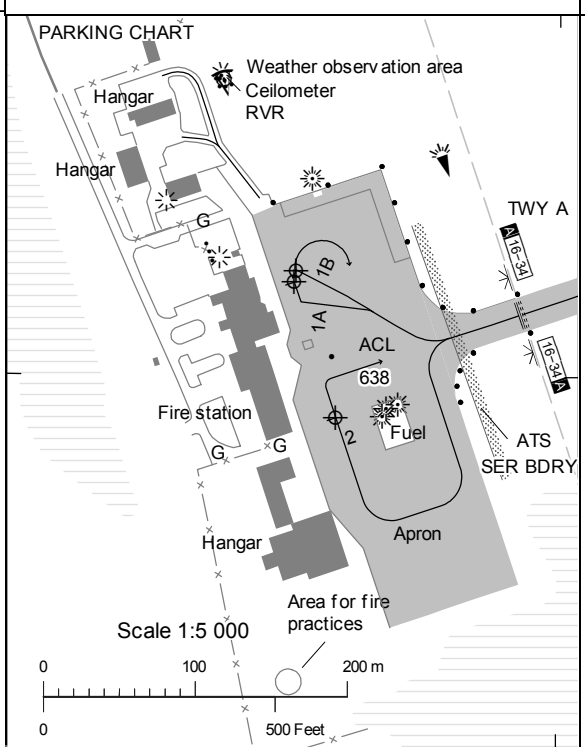 PARKING CHART
Weather observation area
Ceilometer
RVR
Hangar
Hangar
G
TWY A
A 16-34
1B
1A
ACL
638
16-34 A
Fire station
2
Fuel
G
G
ATS
SER BDRY
Hangar
Apron
Area for fire
practices
Scale 1:5 000
0 100 200 m
0 500 Feet